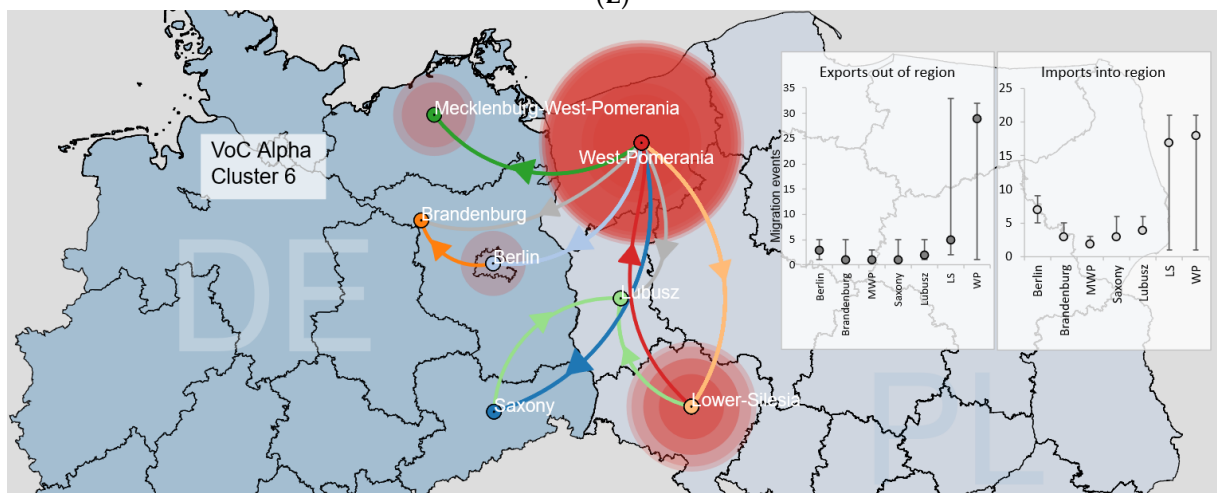 (E)
Mecklenburg-West-Pomerania
West-Pomerania
VoC Alpha
Cluster 6
Brandenburg
Berlin
Lubusz
Saxony
Lower-Silesia
DE
PL
Exports out of region
Migration events
35
30
25
20
15
10
5
0
Berlin
Brandenburg
MWP
Saxony
Lubusz
LS
WP
Imports into region
25
20
15
10
5
0
Berlin
Brandenburg
MWP
Saxony
Lubusz
LS
WP